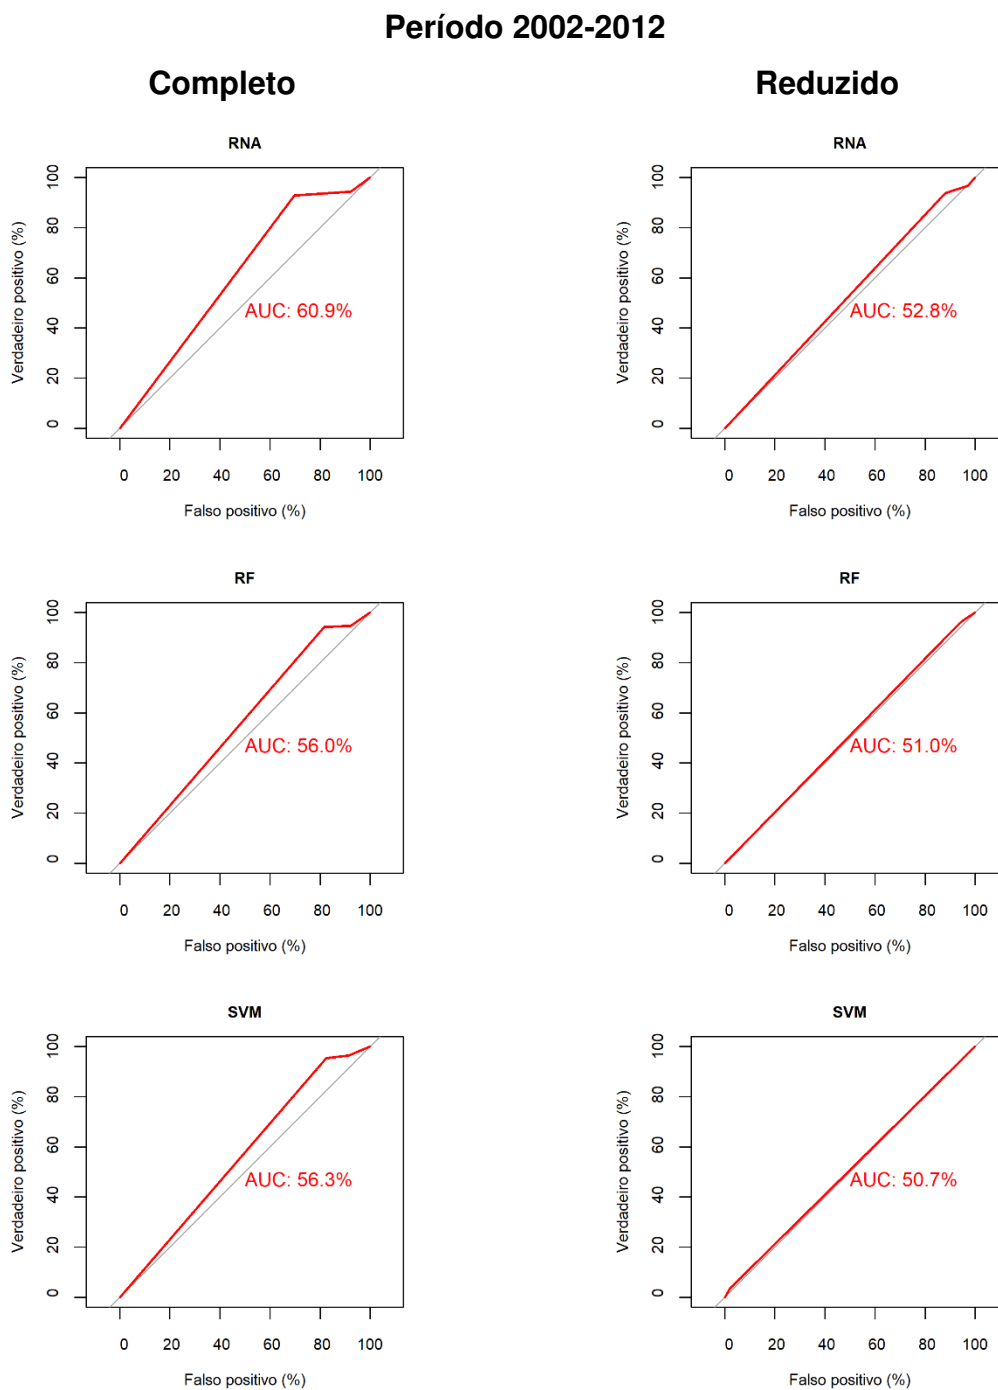 Período 2002-2012
Completo
Reduzido
RNA
Verdadeiro positivo (%)
100
80
60
40
20
0
AUC: 60.9%
0 20 40 60 80 100
Falso positivo (%)
RNA
Verdadeiro positivo (%)
100
80
60
40
20
0
AUC: 52.8%
0 20 40 60 80 100
Falso positivo (%)
RF
Verdadeiro positivo (%)
100
80
60
40
20
0
AUC: 56.0%
0 20 40 60 80 100
Falso positivo (%)
RF
Verdadeiro positivo (%)
100
80
60
40
20
0
AUC: 51.0%
0 20 40 60 80 100
Falso positivo (%)
SVM
Verdadeiro positivo (%)
100
80
60
40
20
0
AUC: 56.3%
0 20 40 60 80 100
Falso positivo (%)
SVM
Verdadeiro positivo (%)
100
80
60
40
20
0
AUC: 50.7%
0 20 40 60 80 100
Falso positivo (%)